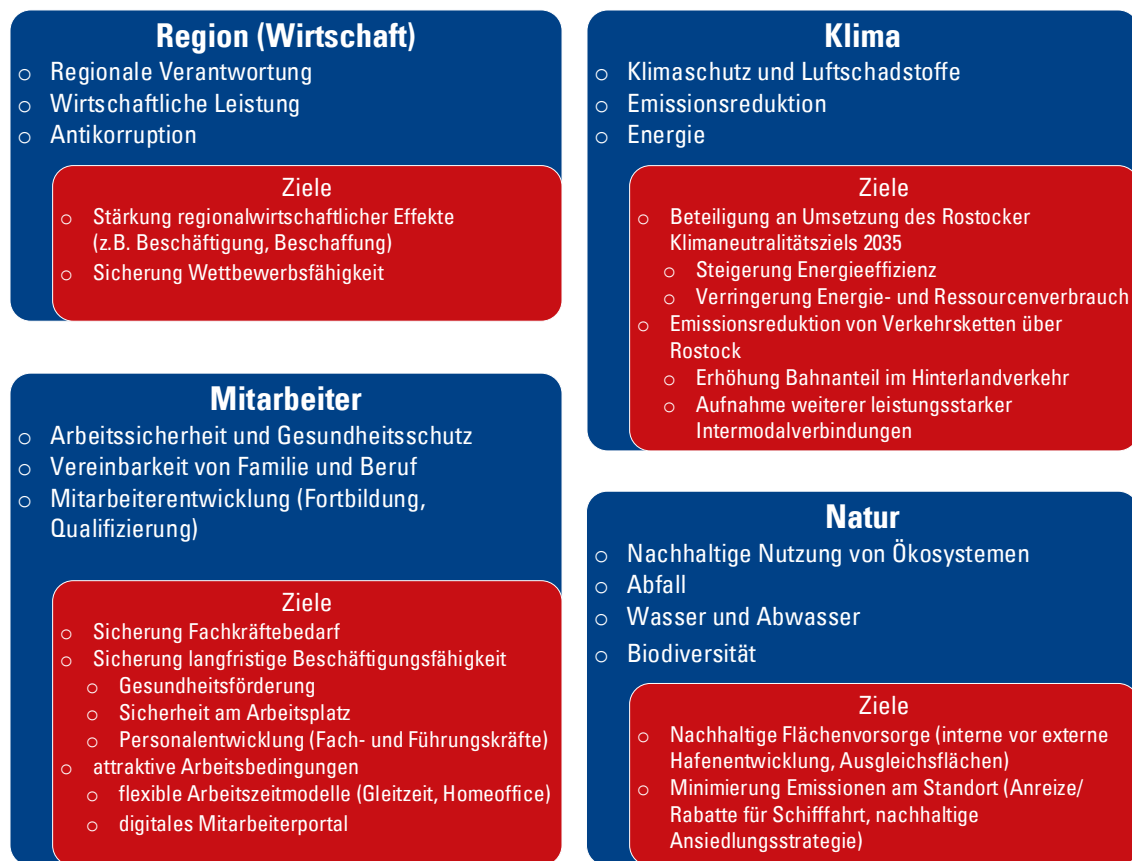 Region (Wirtschaft)
o Regionale Verantwortung
o Wirtschaftliche Leistung
o Antikorruption
Ziele
o Stärkung regionalwirtschaftlicher Effekte
(z.B. Beschäftigung, Beschaffung)
o Sicherung Wettbewerbsfähigkeit
Mitarbeiter
o Arbeitssicherheit und Gesundheitsschutz
o Vereinbarkeit von Familie und Beruf
o Mitarbeiterentwicklung (Fortbildung,
Qualifizierung)
Ziele
o Sicherung Fachkräftebedarf
o Sicherung langfristige Beschäftigungsfähigkeit
o Gesundheitsförderung
o Sicherheit am Arbeitsplatz
o Personalentwicklung (Fach- und Führungskräfte)
o attraktive Arbeitsbedingungen
o flexible Arbeitszeitmodelle (Gleitzeit, Homeoffice)
o digitales Mitarbeiterportal
Klima
o Klimaschutz und Luftschadstoffe
o Emissionsreduktion
o Energie
Ziele
o Beteiligung an Umsetzung des Rostocker
Klimaneutralitätsziels 2035
o Steigerung Energieeffizienz
o Verringerung Energie- und Ressourcenverbrauch
o Emissionsreduktion von Verkehrsketten über
Rostock
o Erhöhung Bahnanteil im Hinterlandverkehr
o Aufnahme weiterer leistungsstarker
Intermodalverbindungen
Natur
o Nachhaltige Nutzung von Ökosystemen
o Abfall
o Wasser und Abwasser
o Biodiversität
Ziele
o Nachhaltige Flächenvorsorge (interne vor externe
Hafenentwicklung, Ausgleichsflächen)
o Minimierung Emissionen am Standort (Anreize/
Rabatte für Schifffahrt, nachhaltige
Ansiedlungsstrategie)